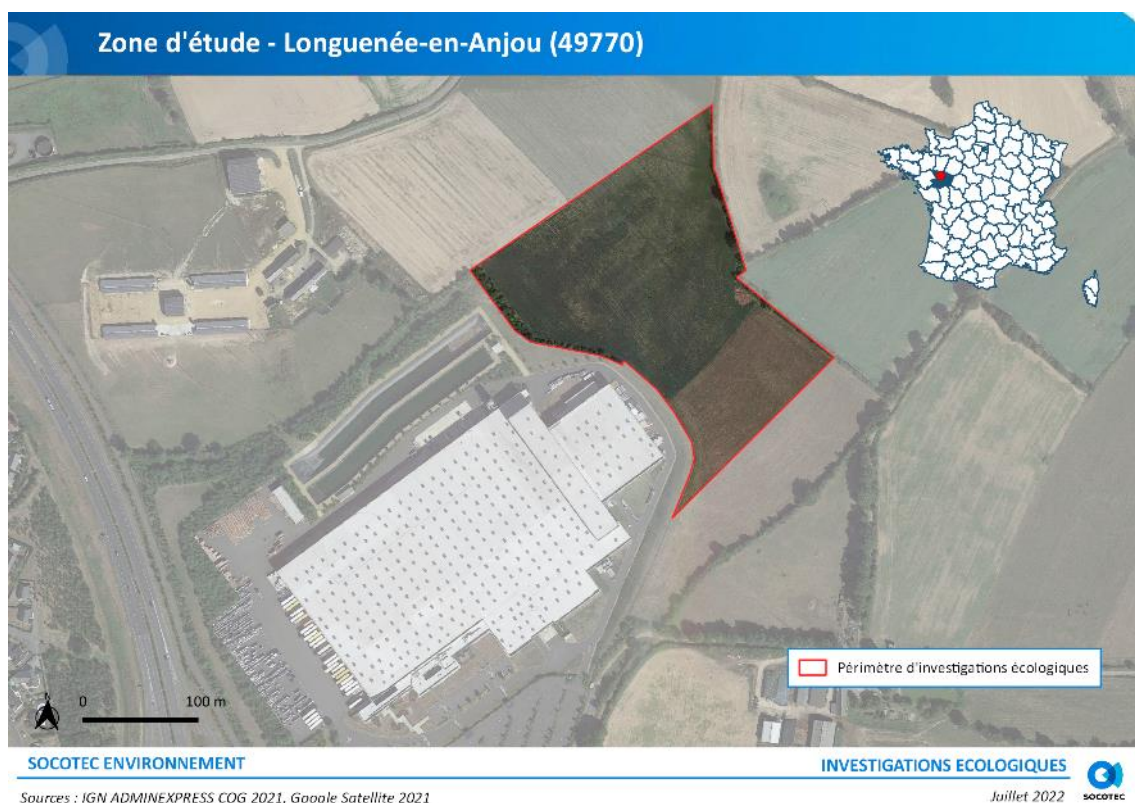 Zone d'étude - Longuenée-en-Anjou (49770)
Périmètre d'investigations écologiques
N
0 100 m
SOCOTEC ENVIRONNEMENT
INVESTIGATIONS ECOLOGIQUES
Sources : IGN ADMINEXPRESS COG 2021, Google Satellite 2021
Juillet 2022
SOCOTEC